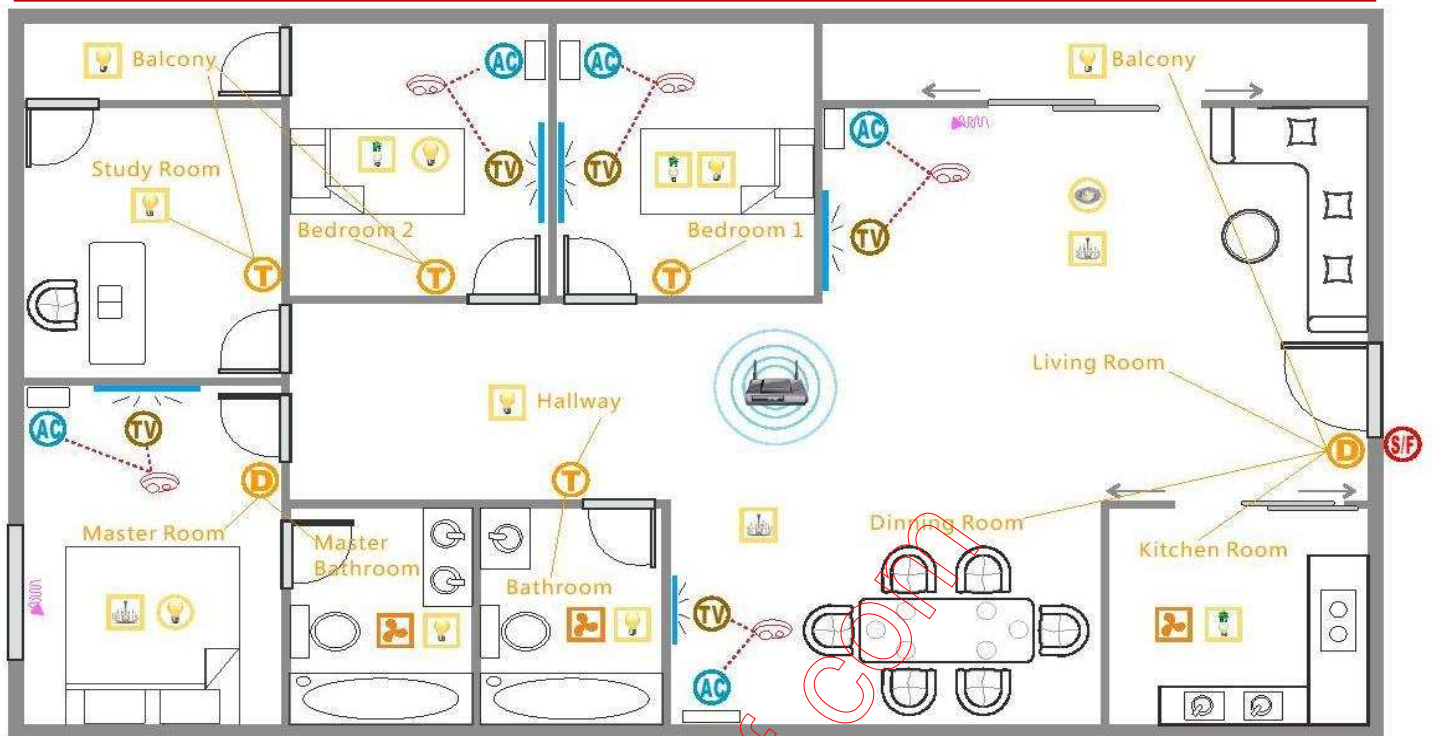 Balcony
AC
AC
Balcony
AC
Study Room
TV
TV
Bedroom 2
Bedroom 1
TV
T
T
T
Living Room
Hallway
AC
TV
D
S/F
D
T
Master Room
Master
Bathroom
Dinning Room
Kitchen Room
Bathroom
TV
AC
com